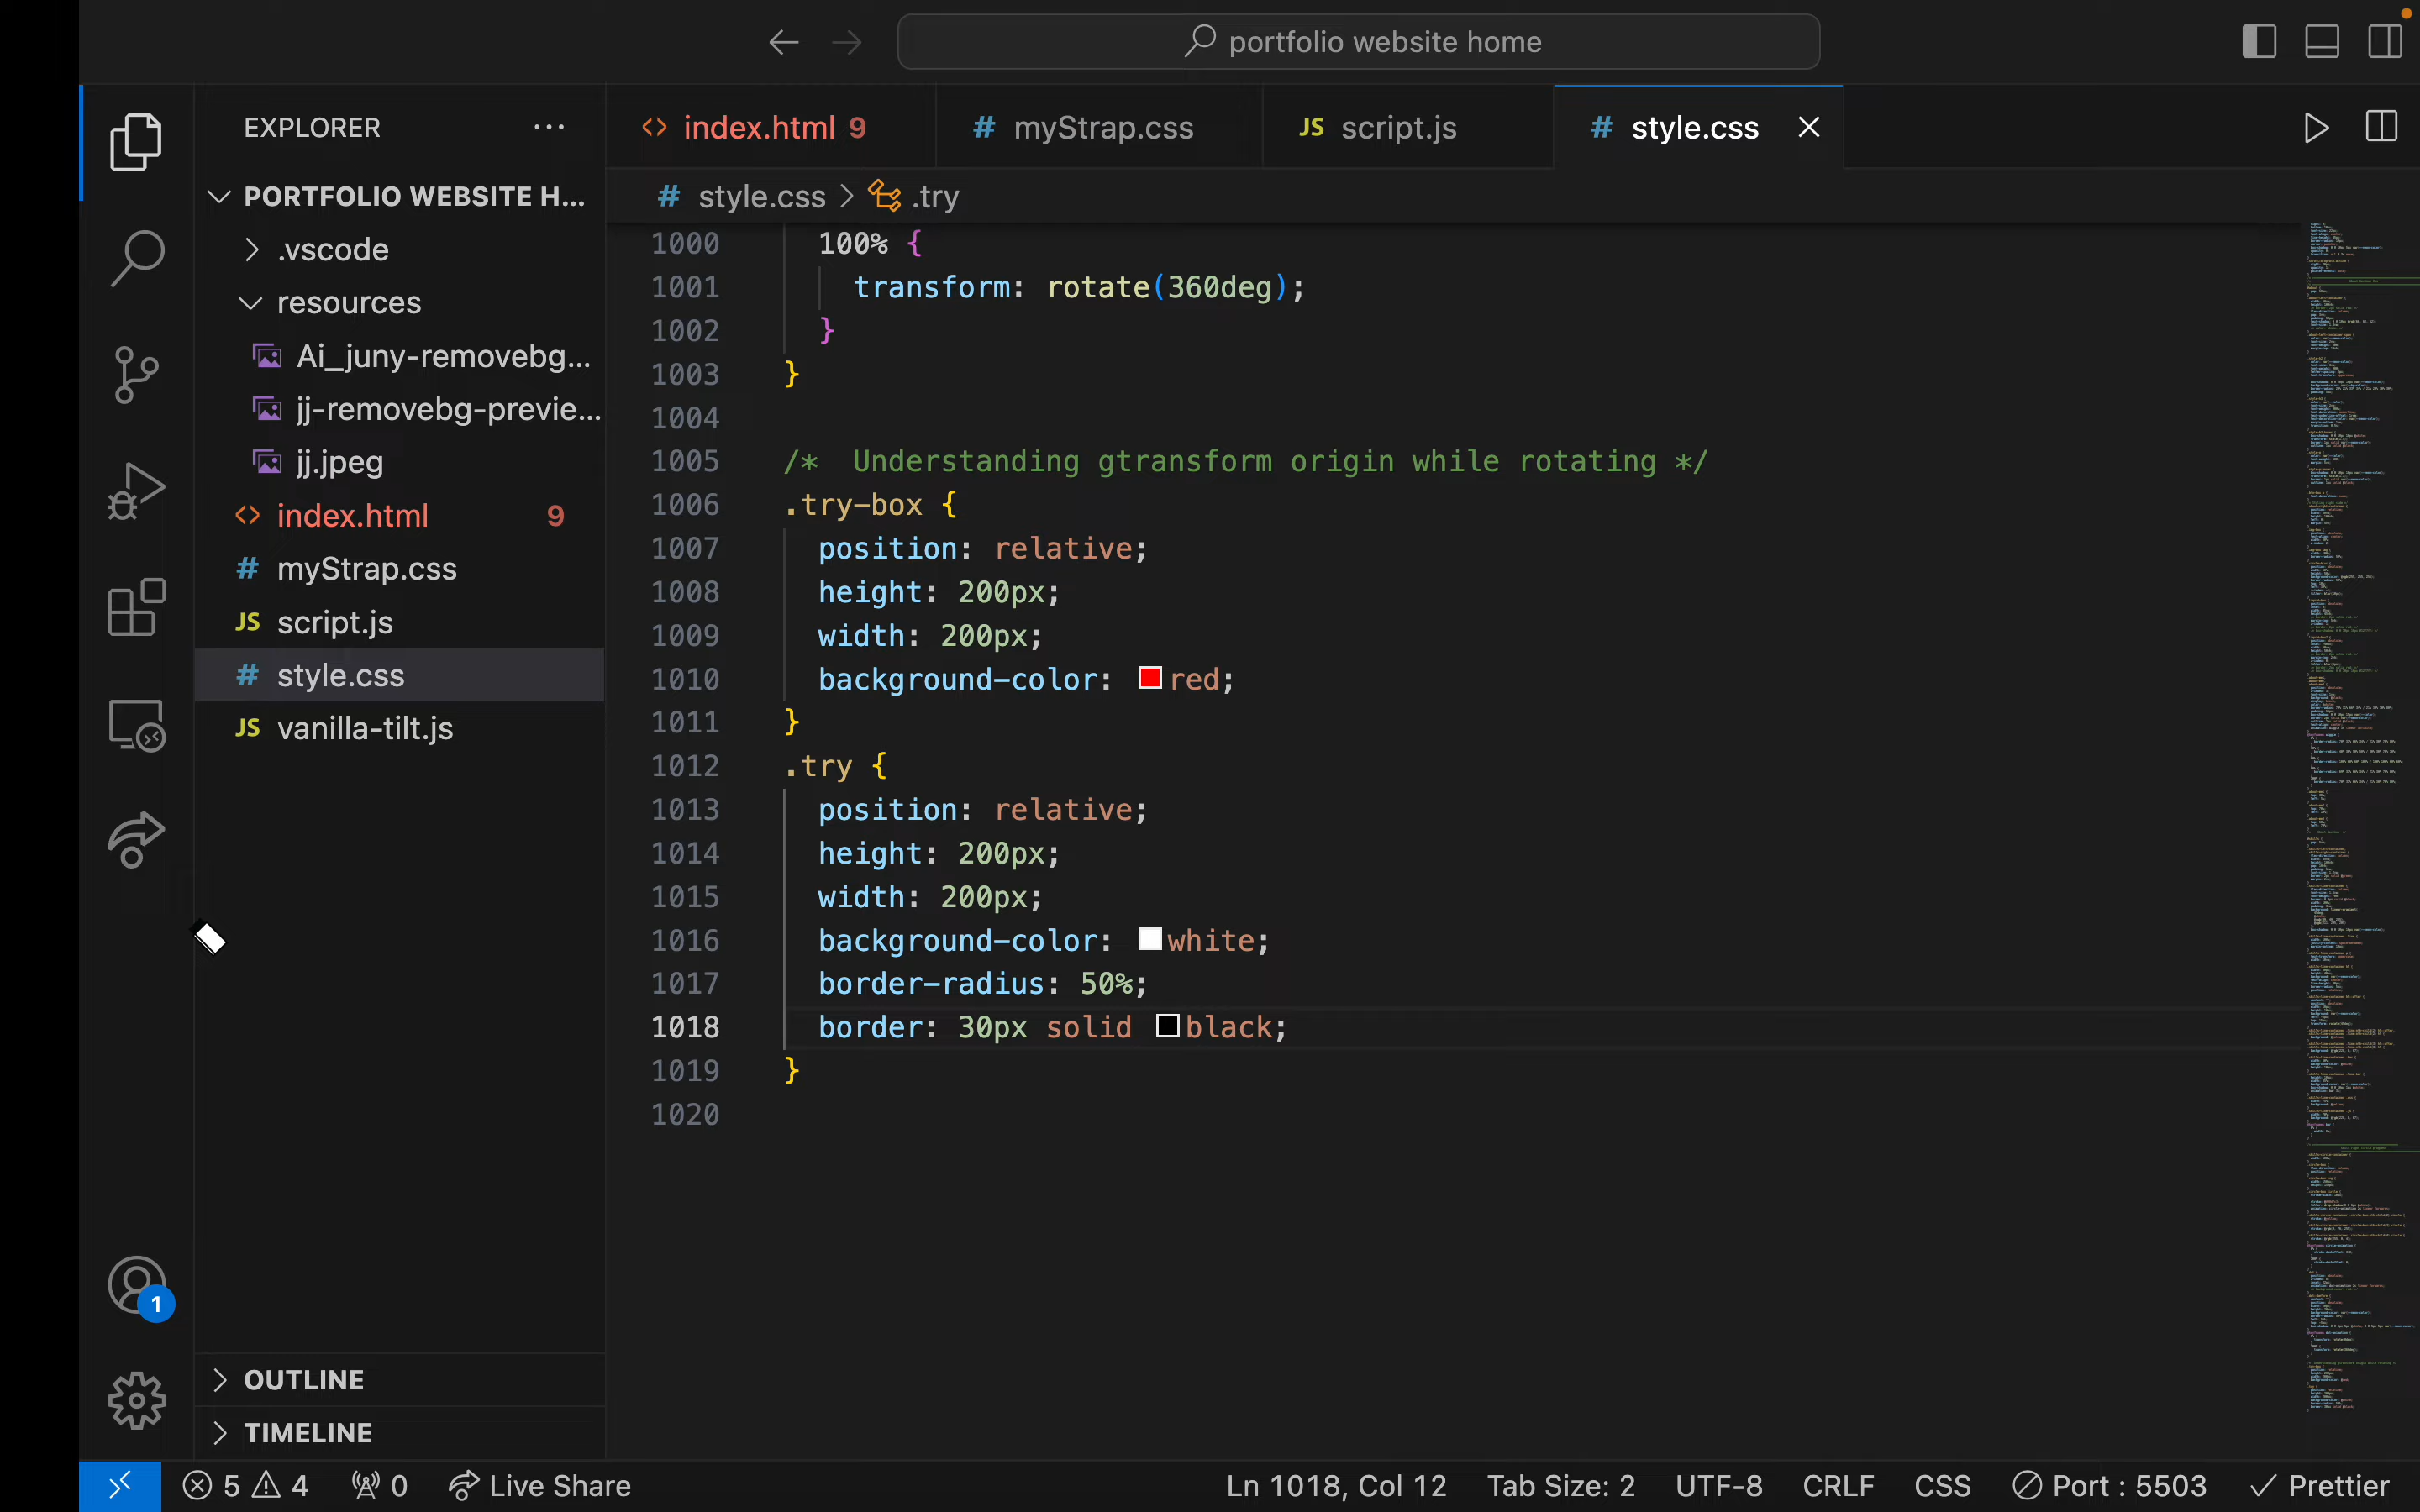 portfolio website home
EXPLORER ...
index.html 9
# myStrap.css
JS script.js
# style.css
PORTFOLIO WEBSITE H...
# style.css > .try
.vscode
resources
Ai_juny-removebg...
jj-removebg-previe...
jj.jpeg
index.html 9
# myStrap.css
JS script.js
# style.css
JS vanilla-tilt.js
1000 100% {
1001 transform: rotate(360deg);
1002 }
1003 }
1004
1005 /*  Understanding gtransform origin while rotating */
1006 .try-box {
1007 position: relative;
1008 height: 200px;
1009 width: 200px;
1010 background-color: red;
1011 }
1012 .try {
1013 position: relative;
1014 height: 200px;
1015 width: 200px;
1016 background-color: white;
1017 border-radius: 50%;
1018 border: 30px solid black;
1019 }
1020
1
OUTLINE
TIMELINE
5 4 0 Live Share Ln 1018, Col 12 Tab Size: 2 UTF-8 CRLF CSS Port : 5503 Prettier